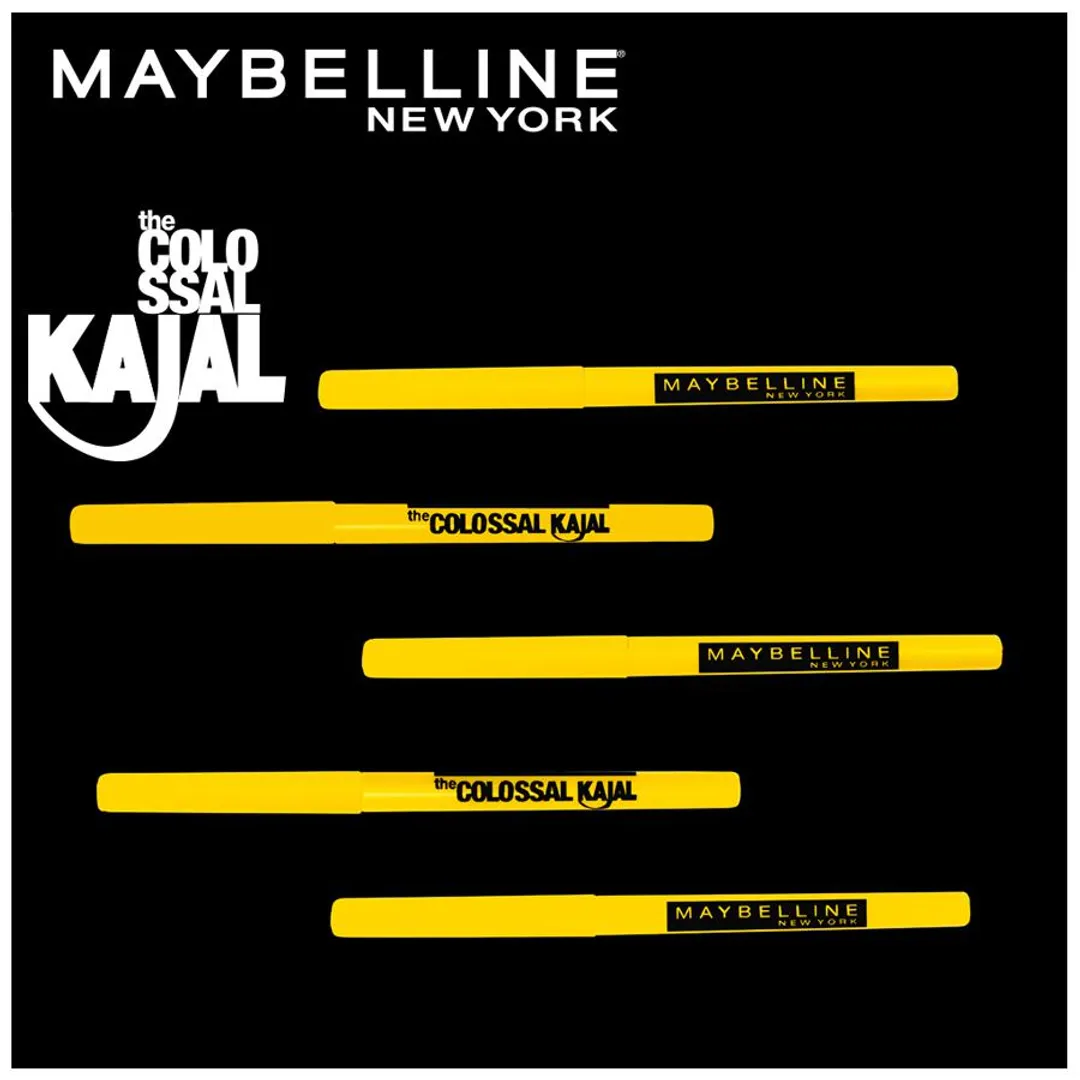 MAYBELLINE®
NEW YORK
the
COLO
SSAL
KAJAL
MAYBELLINE
NEW YORK
the COLOSSAL KAJAL
MAYBELLINE
NEW YORK
the COLOSSAL KAJAL
MAYBELLINE
NEW YORK